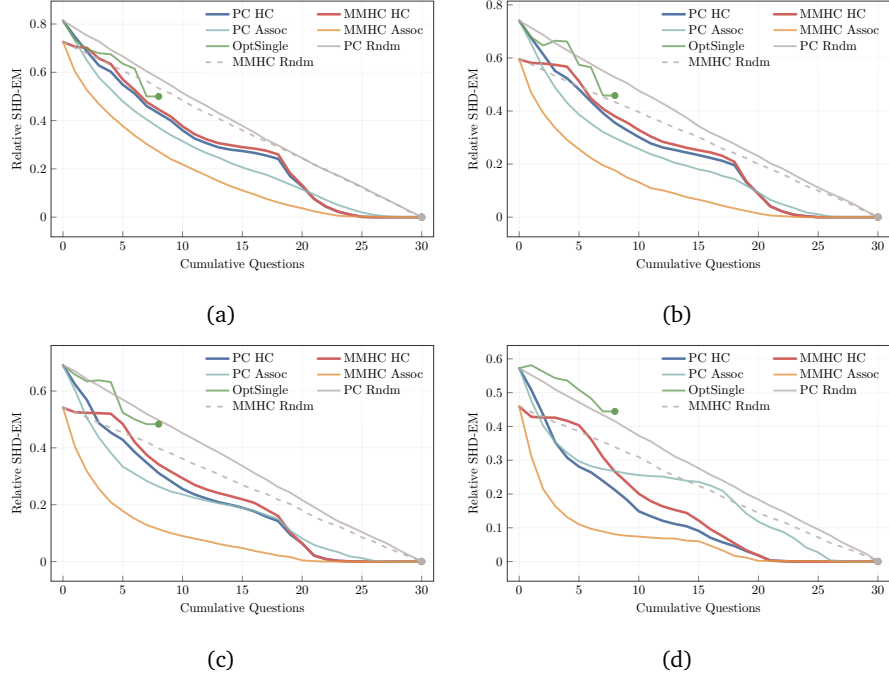 PC HC MMHC HC
PC Assoc MMHC Assoc
OptSingle PC Rndm
MMHC Rndm
0.8
0.6
0.4
0.2
0
0 5 10 15 20 25 30
Relative SHD-EM
Cumulative Questions
(a)
PC HC MMHC HC
PC Assoc MMHC Assoc
OptSingle PC Rndm
MMHC Rndm
0.8
0.6
0.4
0.2
0
0 5 10 15 20 25 30
Relative SHD-EM
Cumulative Questions
(b)
PC HC MMHC HC
PC Assoc MMHC Assoc
OptSingle PC Rndm
MMHC Rndm
0.6
0.4
0.2
0
0 5 10 15 20 25 30
Relative SHD-EM
Cumulative Questions
(c)
PC HC MMHC HC
PC Assoc MMHC Assoc
OptSingle PC Rndm
MMHC Rndm
0.6
0.5
0.4
0.3
0.2
0.1
0
0 5 10 15 20 25 30
Relative SHD-EM
Cumulative Questions
(d)